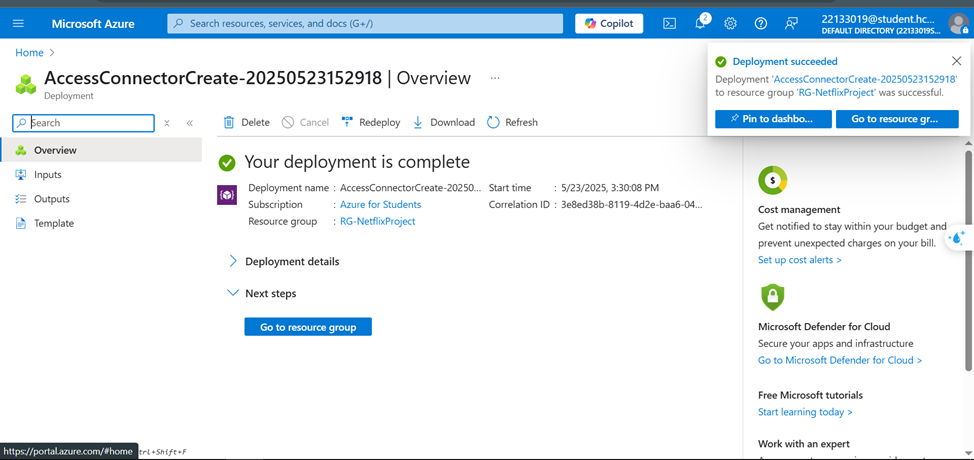 Microsoft Azure
Search resources, services, and docs (G+/)
Copilot
2
22133019@student.hc...
DEFAULT DIRECTORY (22133019S...
Home >
AccessConnectorCreate-20250523152918 | Overview ...
Deployment
Deployment succeeded
Deployment 'AccessConnectorCreate-20250523152918'
to resource group 'RG-NetflixProject' was successful.
Pin to dashbo...
Go to resource gr...
Search
Delete
Cancel
Redeploy
Download
Refresh
Overview
Inputs
Outputs
Template
Your deployment is complete
Deployment name : AccessConnectorCreate-20250...
Subscription : Azure for Students
Resource group : RG-NetflixProject
Start time : 5/23/2025, 3:30:08 PM
Correlation ID : 3e8ed38b-8119-4d2e-baa6-04...
Deployment details
Next steps
Go to resource group
Cost management
Get notified to stay within your budget and
prevent unexpected charges on your bill.
Set up cost alerts >
Microsoft Defender for Cloud
Secure your apps and infrastructure
Go to Microsoft Defender for Cloud >
Free Microsoft tutorials
Start learning today >
Work with an expert
https://portal.azure.com/#home
trl+Shift+F